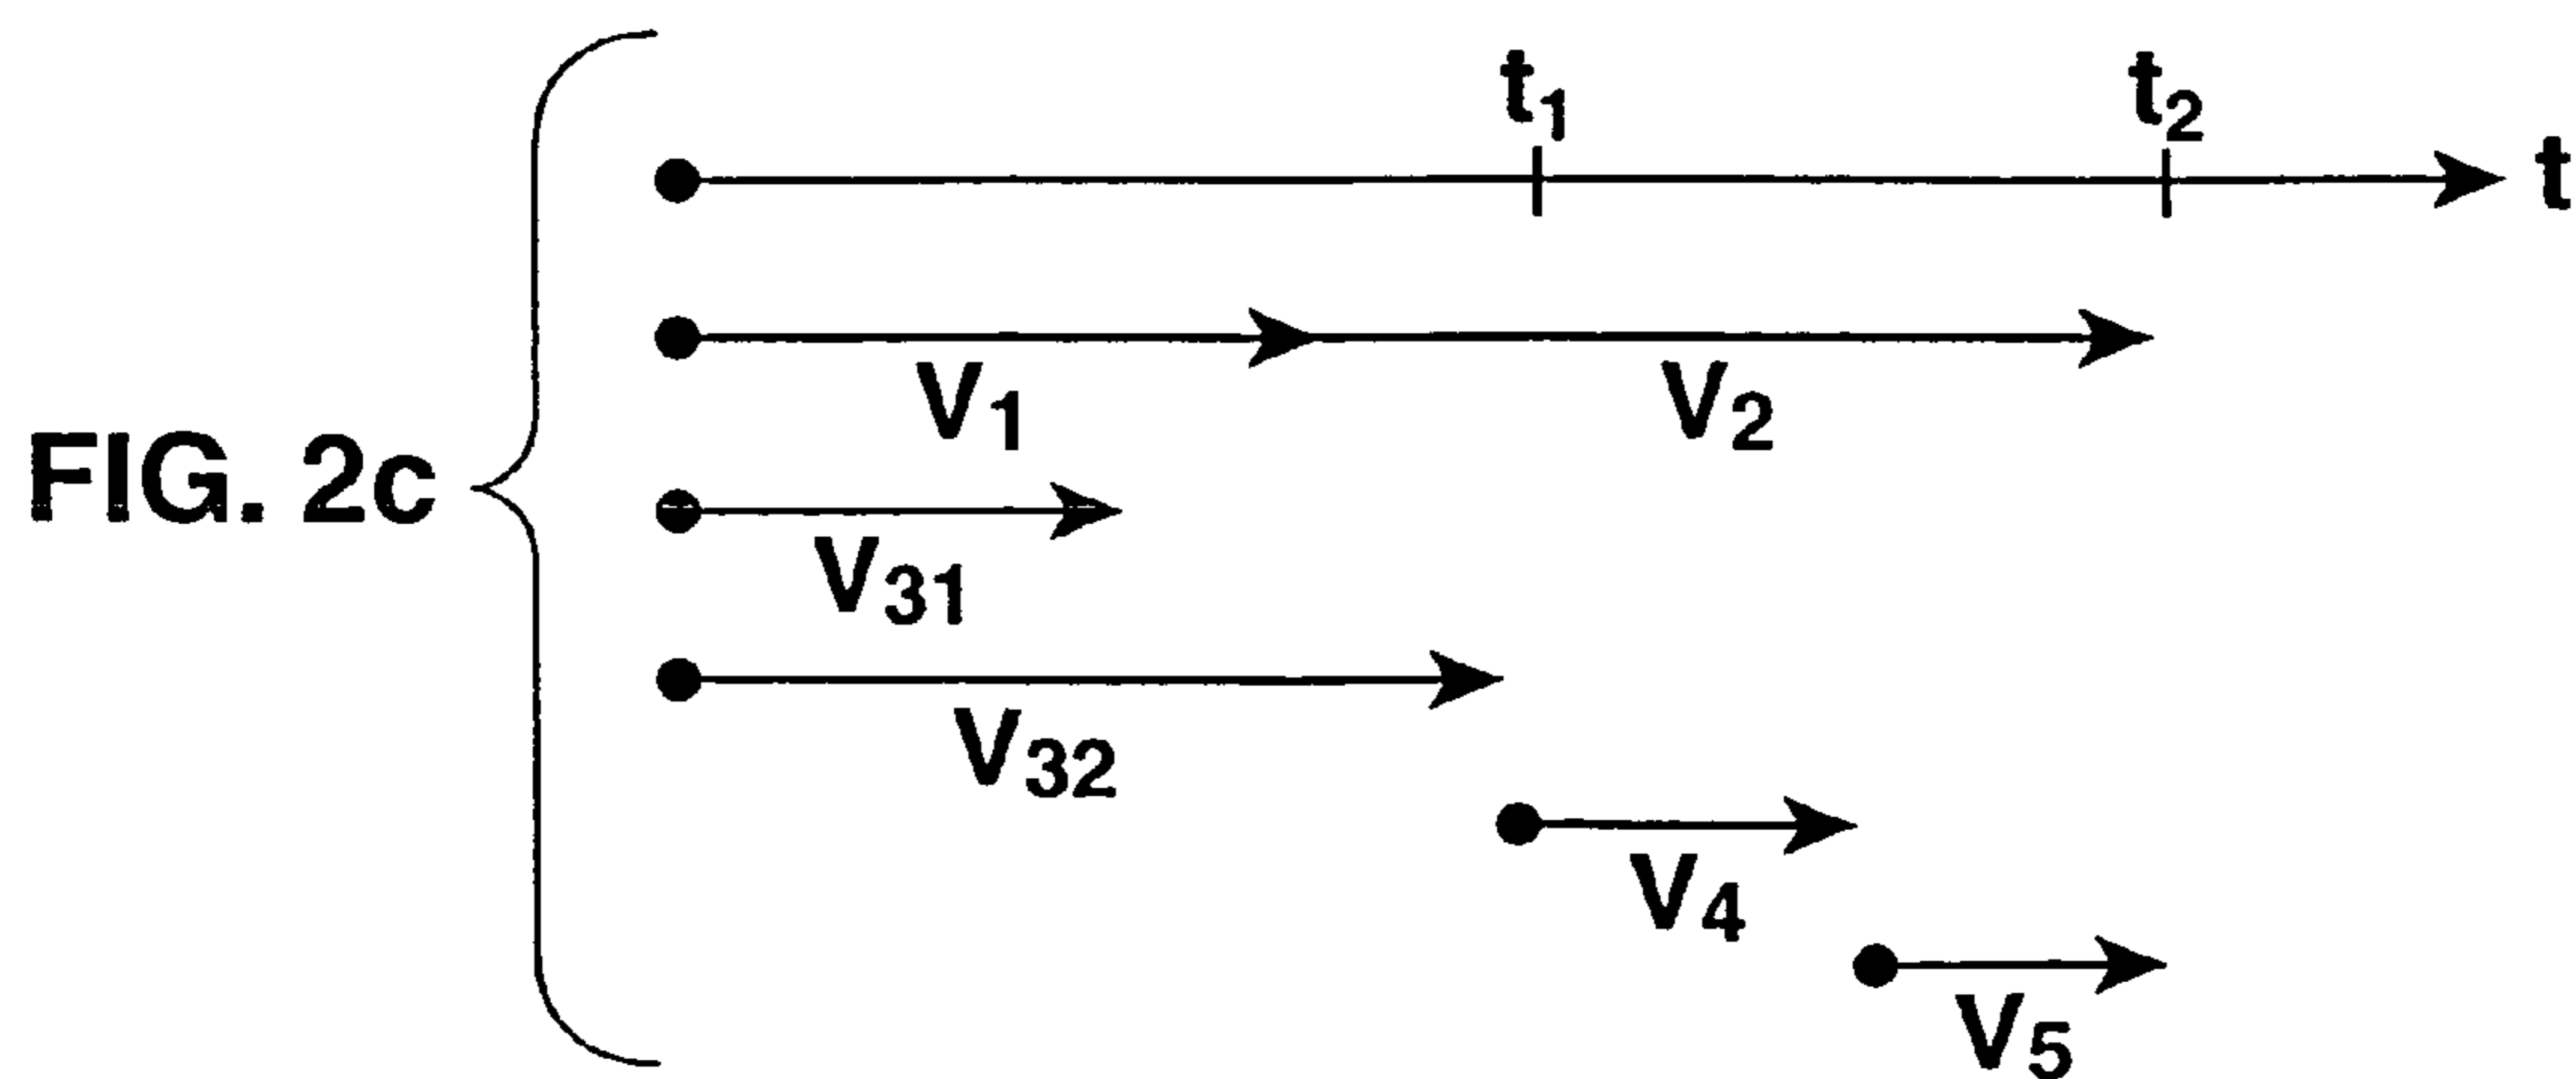 t₁ t₂
t
V₁ V₂
FIG. 2c
V₃₁
V₃₂
V₄
V₅